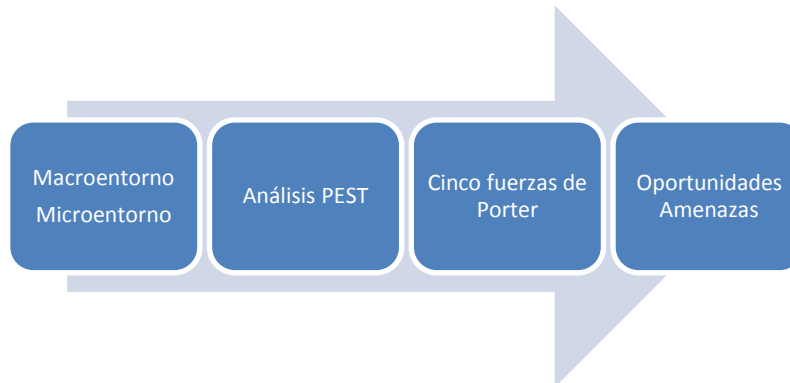 Macroentorno
Microentorno
Análisis PEST
Cinco fuerzas de
Porter
Oportunidades
Amenazas